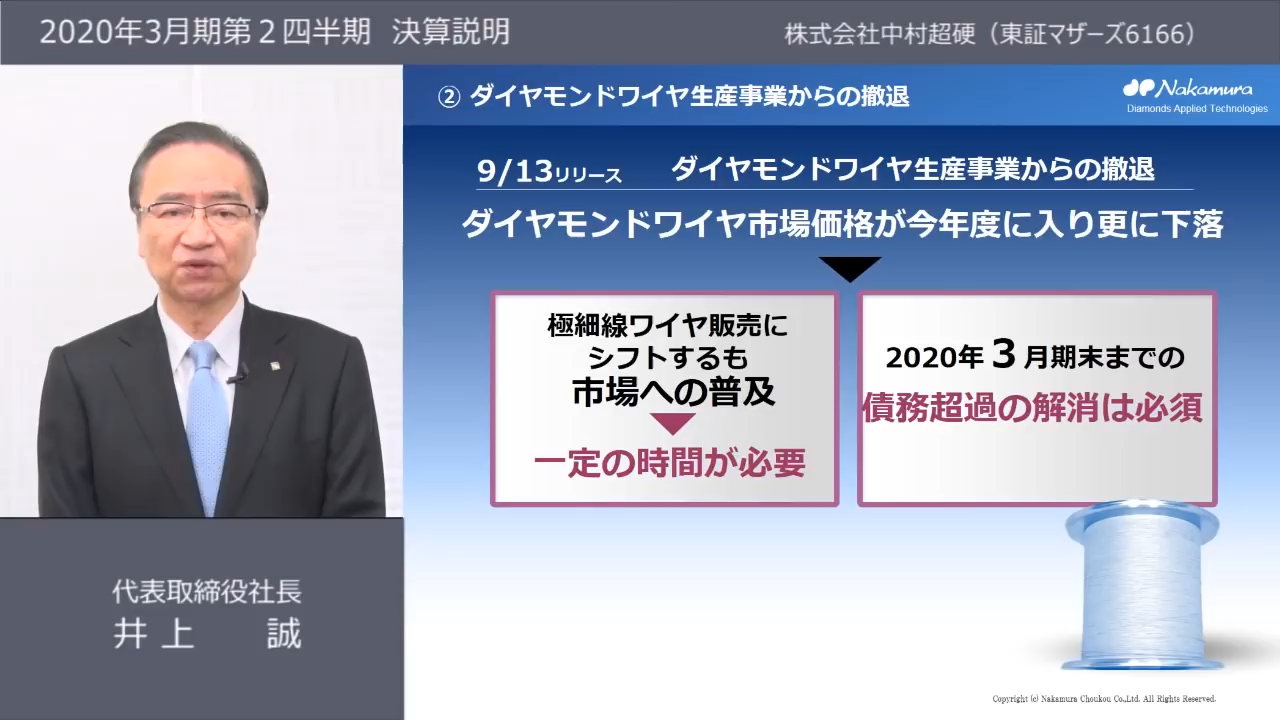 2020年3月期第２四半期 決算説明
株式会社中村超硬（東証マザーズ6166）
② ダイヤモンドワイヤ生産事業からの撤退
Nakamura
Diamonds Applied Technologies
9/13リリース ダイヤモンドワイヤ生産事業からの撤退
ダイヤモンドワイヤ市場価格が今年度に入り更に下落
極細線ワイヤ販売に
シフトするも
市場への普及
一定の時間が必要
2020年３月期末までの
債務超過の解消は必須
代表取締役社長
井上 誠
Copyright (c) Nakamura Choukou Co.,Ltd. All Rights Reserved.